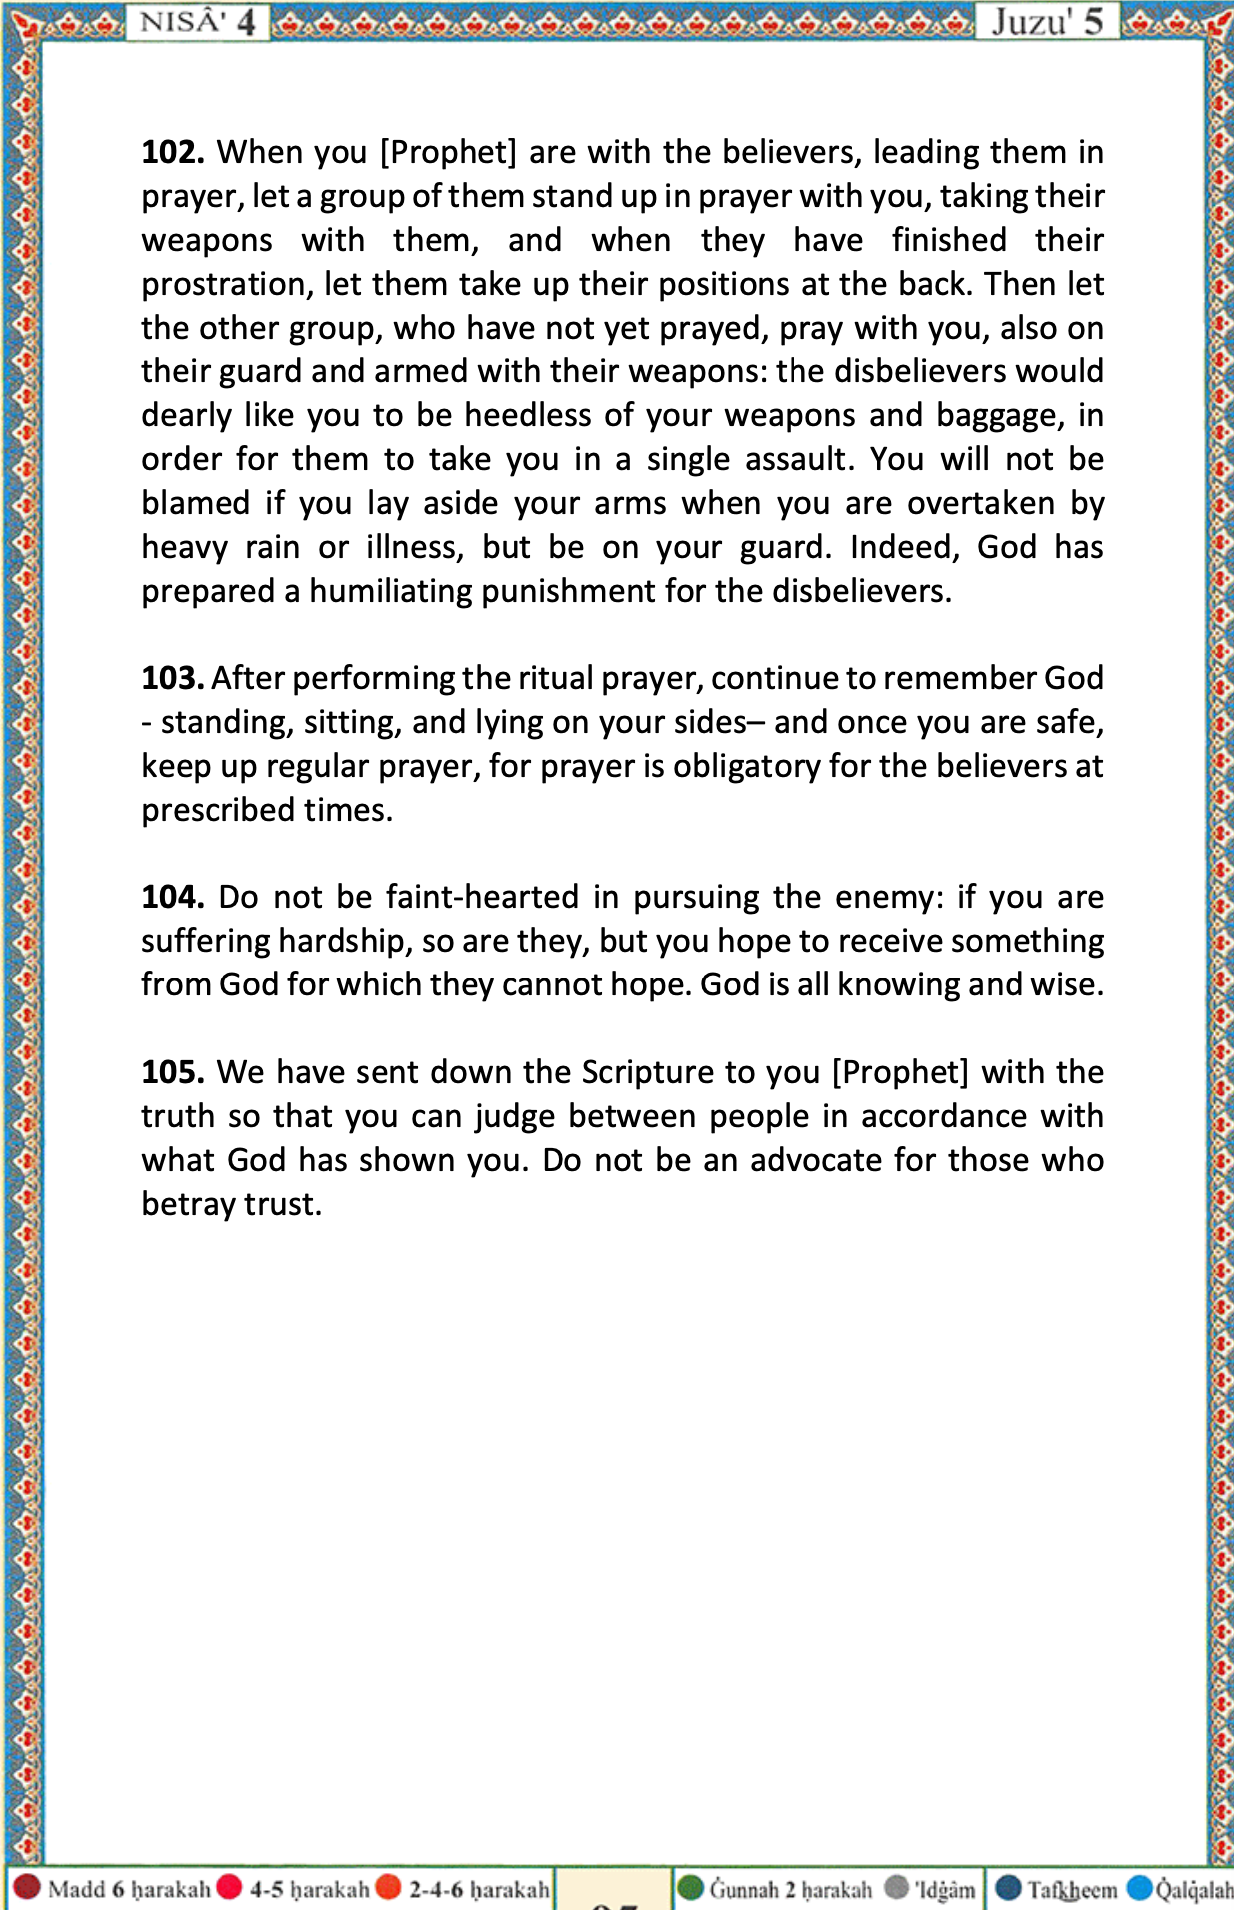 NISÂ' 4
Juzu' 5
102. When you [Prophet] are with the believers, leading them in
prayer, let a group of them stand up in prayer with you, taking their
weapons with them, and when they have finished their
prostration, let them take up their positions at the back. Then let
the other group, who have not yet prayed, pray with you, also on
their guard and armed with their weapons: the disbelievers would
dearly like you to be heedless of your weapons and baggage, in
order for them to take you in a single assault. You will not be
blamed if you lay aside your arms when you are overtaken by
heavy rain or illness, but be on your guard. Indeed, God has
prepared a humiliating punishment for the disbelievers.
103. After performing the ritual prayer, continue to remember God
- standing, sitting, and lying on your sides– and once you are safe,
keep up regular prayer, for prayer is obligatory for the believers at
prescribed times.
104. Do not be faint-hearted in pursuing the enemy: if you are
suffering hardship, so are they, but you hope to receive something
from God for which they cannot hope. God is all knowing and wise.
105. We have sent down the Scripture to you [Prophet] with the
truth so that you can judge between people in accordance with
what God has shown you. Do not be an advocate for those who
betray trust.
Madd 6 ḥarakah 4-5 ḥarakah 2-4-6 ḥarakah Ġunnah 2 ḥarakah 'Idġâm Tafk͟heem Q̇alq̇alah